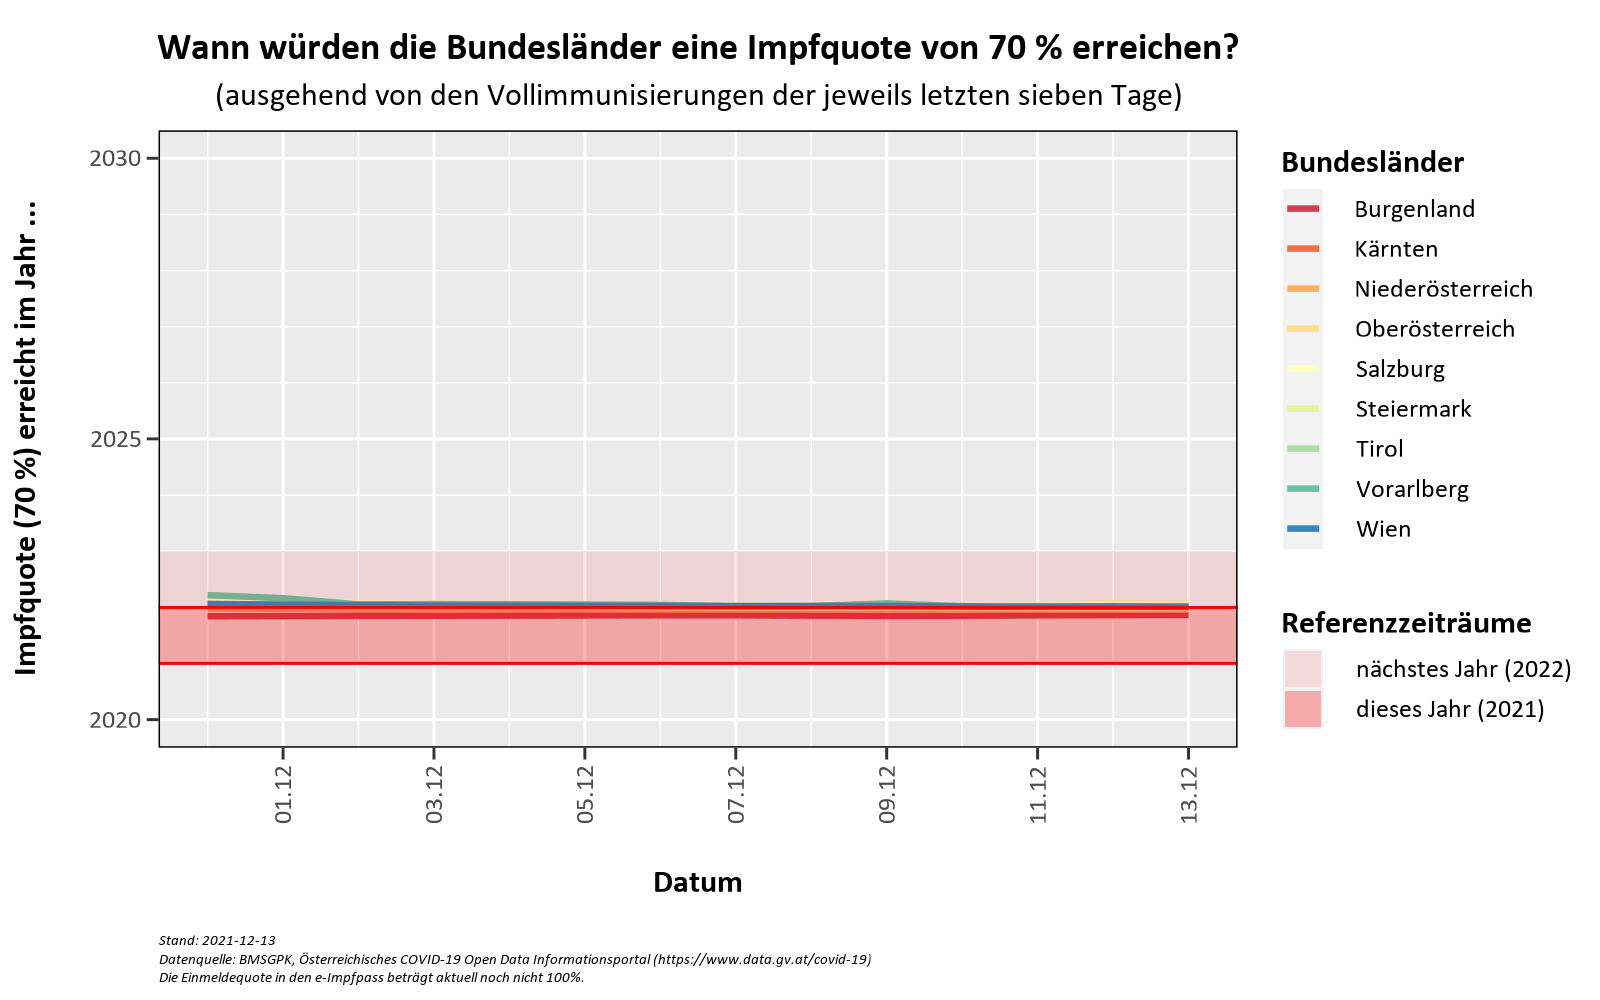 Wann würden die Bundesländer eine Impfquote von 70 % erreichen?
(ausgehend von den Vollimmunisierungen der jeweils letzten sieben Tage)
Impfquote (70 %) erreicht im Jahr ...
2030
2025
2020
01.12
03.12
05.12
07.12
09.12
11.12
13.12
Datum
Bundesländer
Burgenland
Kärnten
Niederösterreich
Oberösterreich
Salzburg
Steiermark
Tirol
Vorarlberg
Wien
Referenzzeiträume
nächstes Jahr (2022)
dieses Jahr (2021)
Stand: 2021-12-13
Datenquelle: BMSGPK, Österreichisches COVID-19 Open Data Informationsportal (https://www.data.gv.at/covid-19)
Die Einmeldequote in den e-Impfpass beträgt aktuell noch nicht 100%.